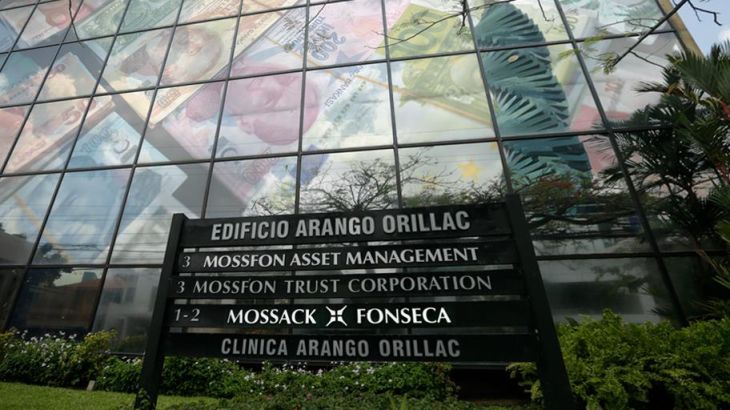 EDIFICIO ARANGO ORILLAC
3 MOSSFON ASSET MANAGEMENT
3 MOSSFON TRUST CORPORATION
1-2 MOSSACK FONSECA
CLINICA ARANGO ORILLAC